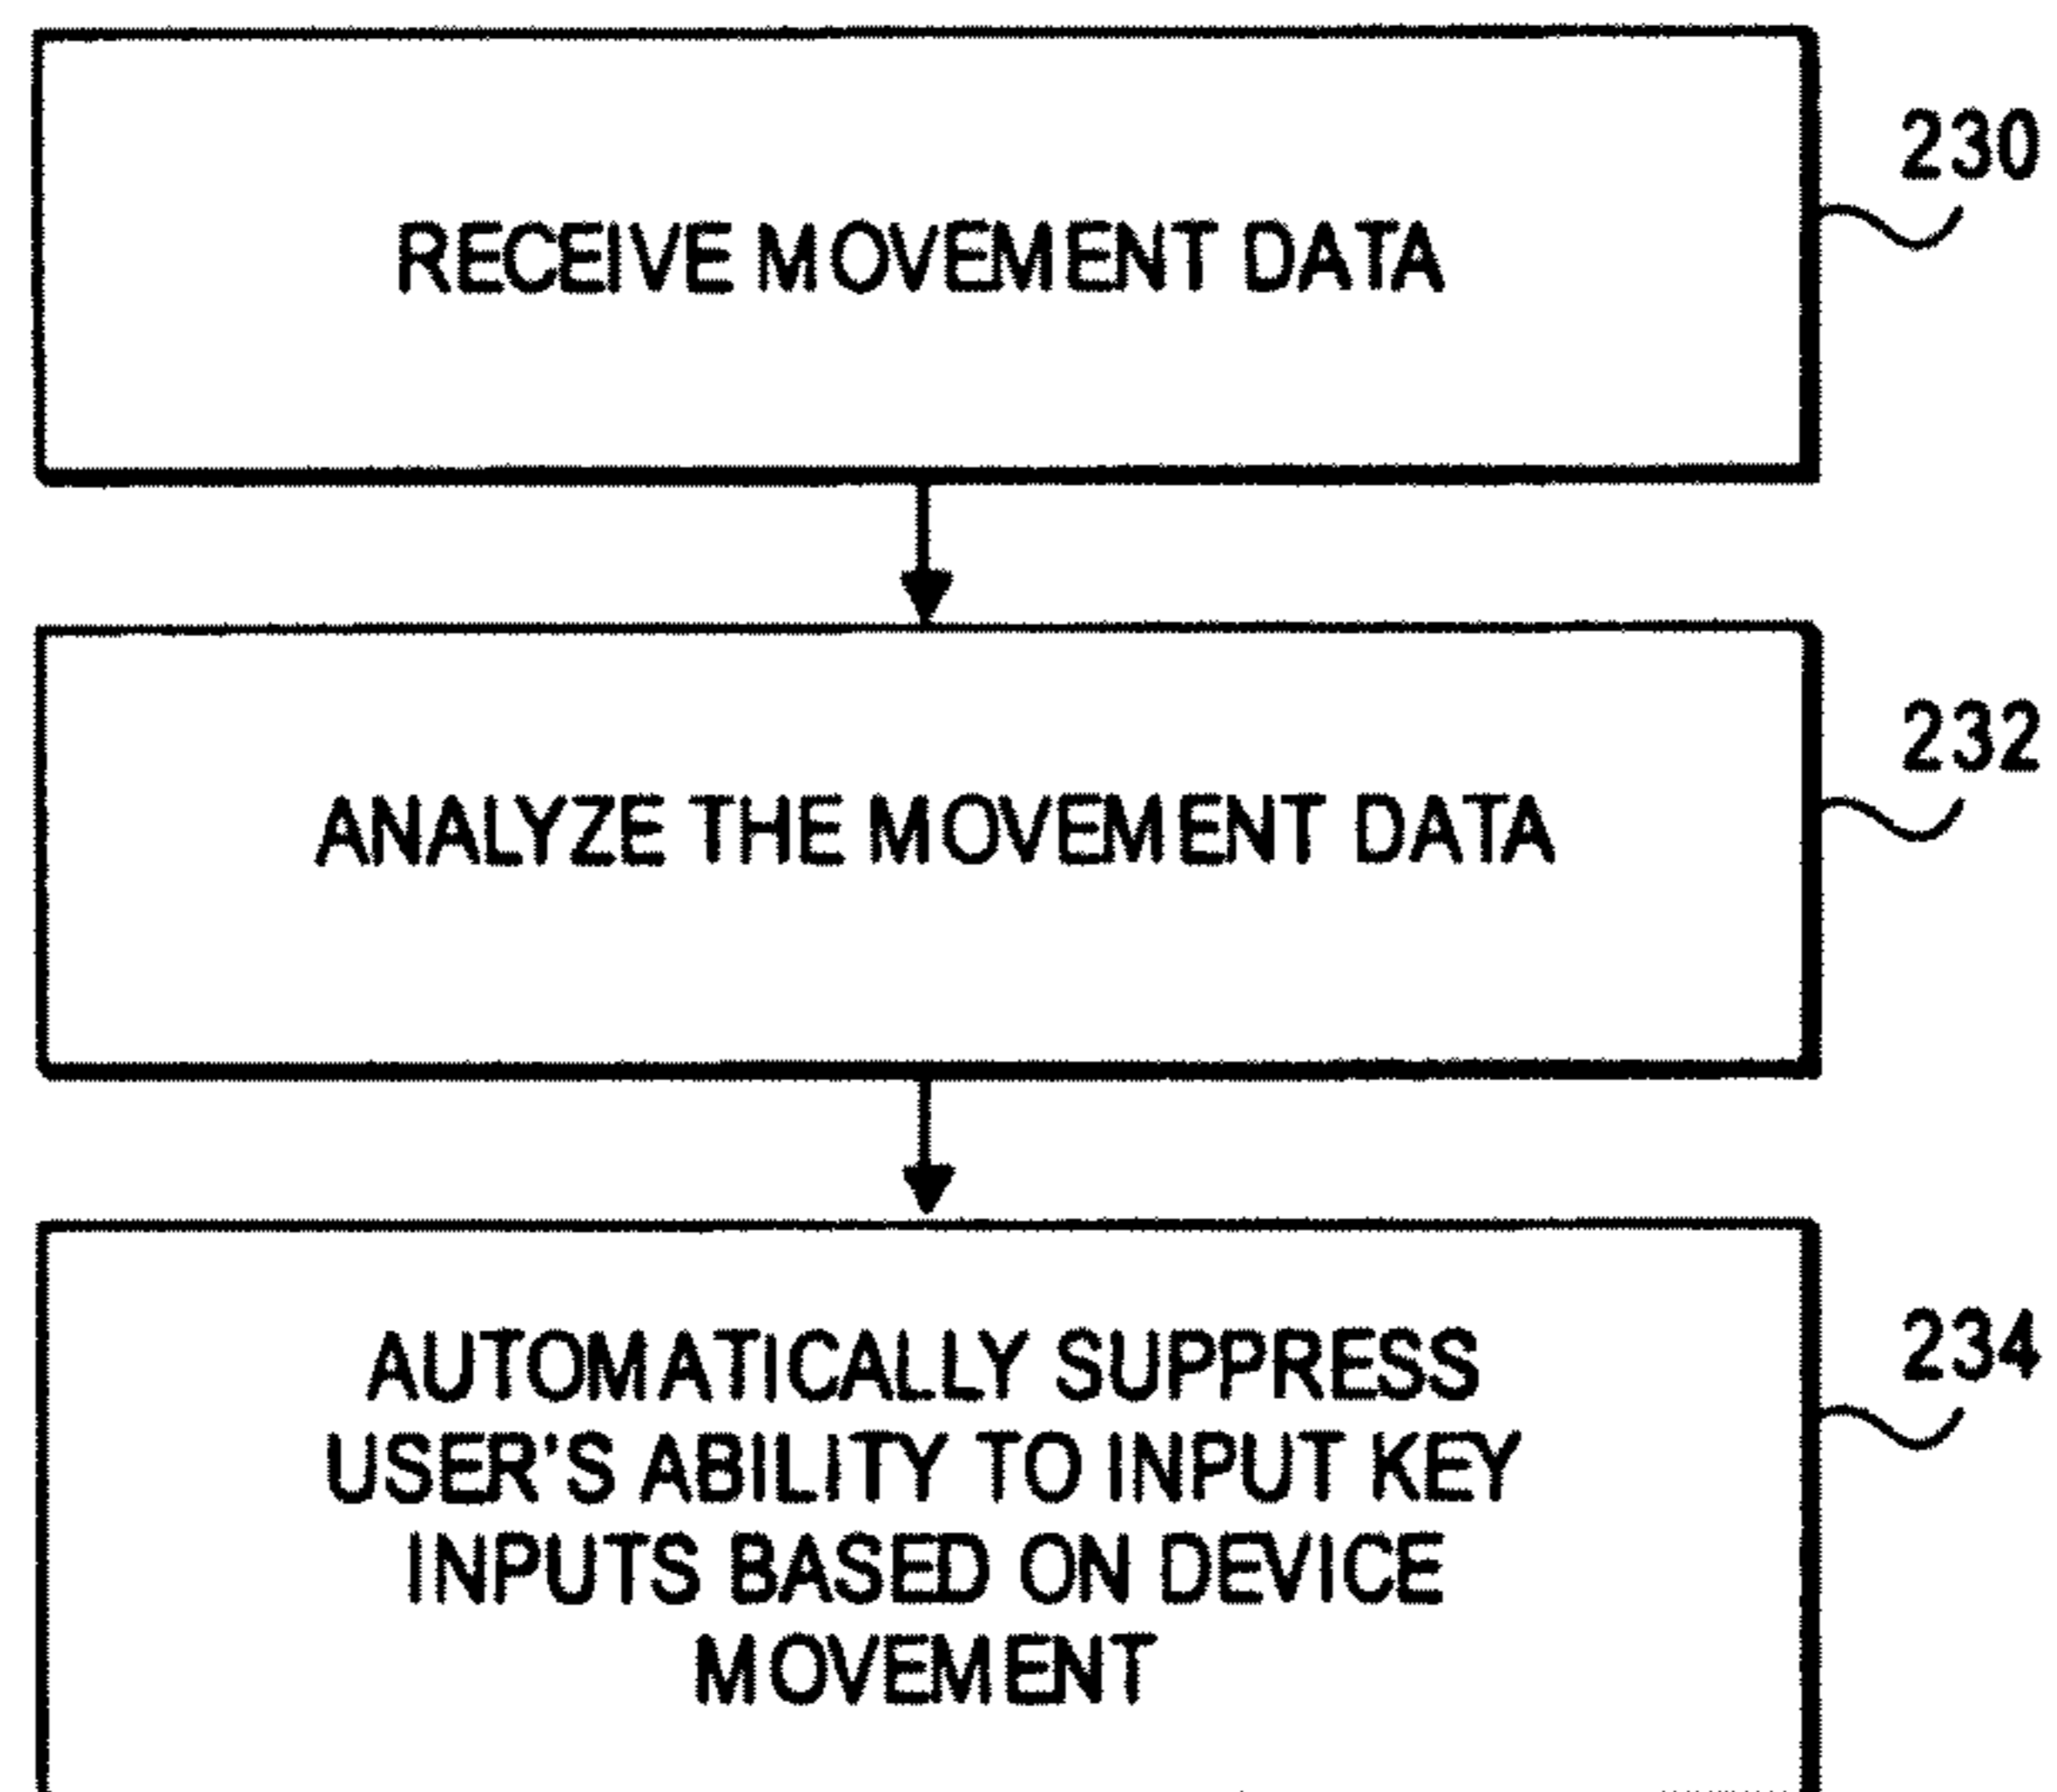 230
RECEIVE MOVEMENT DATA
232
ANALYZE THE MOVEMENT DATA
234
AUTOMATICALLY SUPPRESS
USER'S ABILITY TO INPUT KEY
INPUTS BASED ON DEVICE
MOVEMENT